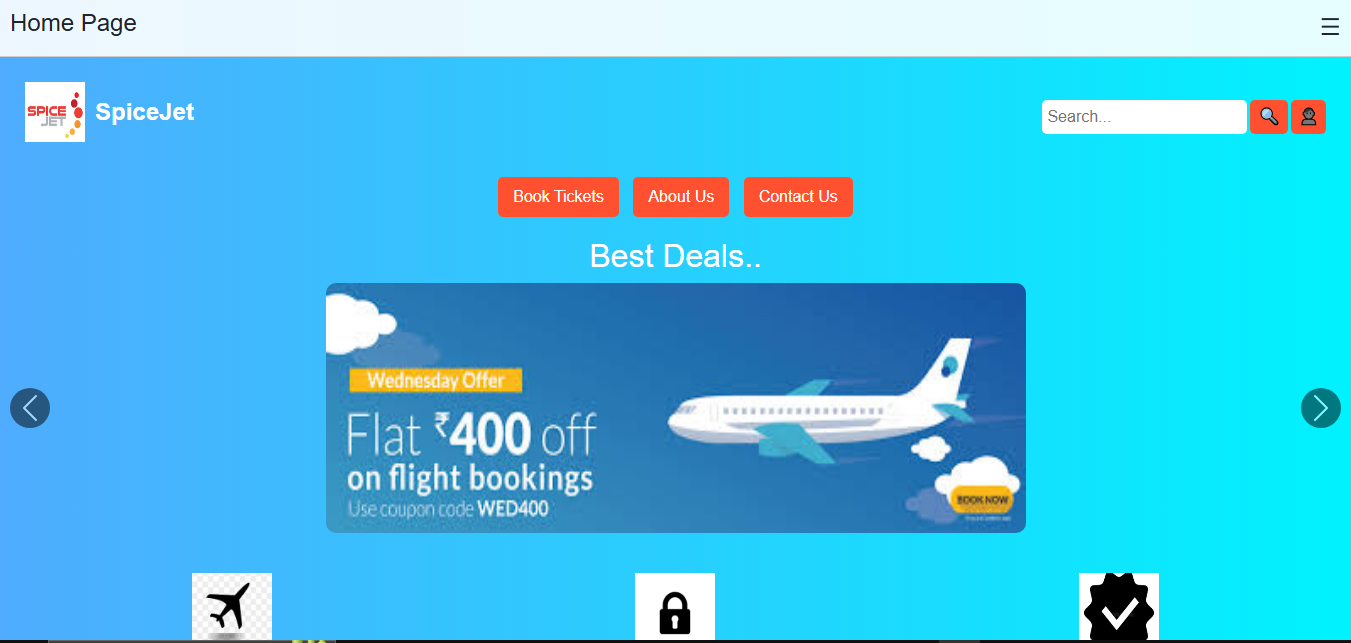 Home Page
SPICE
JET
SpiceJet
Search...
Book Tickets
About Us
Contact Us
Best Deals..
Wednesday Offer
Flat ₹400 off
on flight bookings
Use coupon code WED400
BOOK NOW